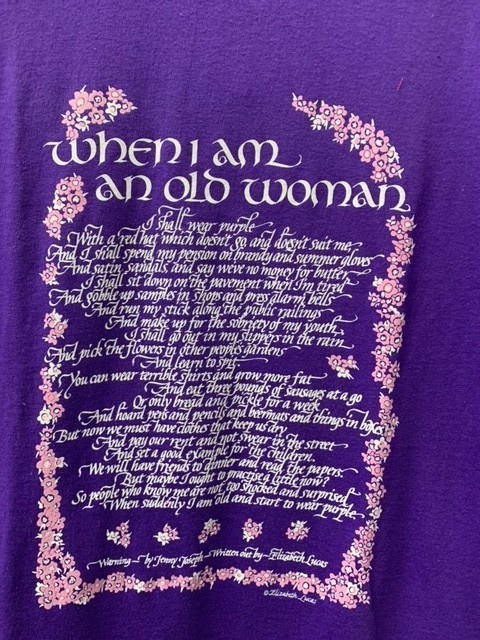 WHEN I AM
AN OLD WOMAN
I shall wear purple
With a red hat which doesn't go and doesn't suit me,
And I shall spend my pension on brandy and summer gloves
And satin sandals, and say we've no money for butter.
I shall sit down on the pavement when I'm tired
And gobble up samples in shops and press alarm bells
And run my stick along the public railings
And make up for the sobriety of my youth.
I shall go out in my slippers in the rain
And pick the flowers in other people's gardens
And learn to spit.
You can wear terrible shirts and grow more fat
And eat three pounds of sausages at a go
Or only bread and pickle for a week
And hoard pens and pencils and beermats and things in boxes.
But now we must have clothes that keep us dry
And pay our rent and not swear in the street
And set a good example for the children.
We will have friends to dinner and read the papers.
But maybe I ought to practise a little now?
So people who know me are not too shocked and surprised
When suddenly I am old and start to wear purple.
Warning – by Jenny Joseph – Written out by – Elizabeth Lucas
© Elizabeth Lucas